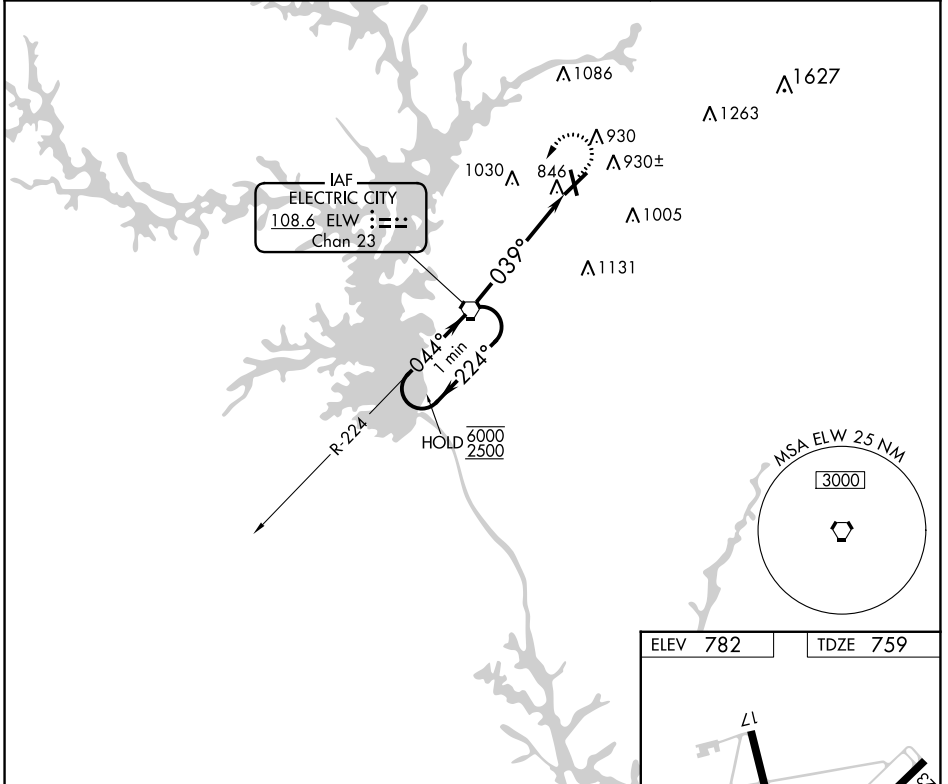 1086
1627
1263
930
930±
1030
846
1005
1131
IAF
ELECTRIC CITY
108.6 ELW
Chan 23
039°
044°
1 min
224°
R-224
HOLD 6000
2500
MSA ELW 25 NM
3000
ELEV 782
TDZE 759
17
23